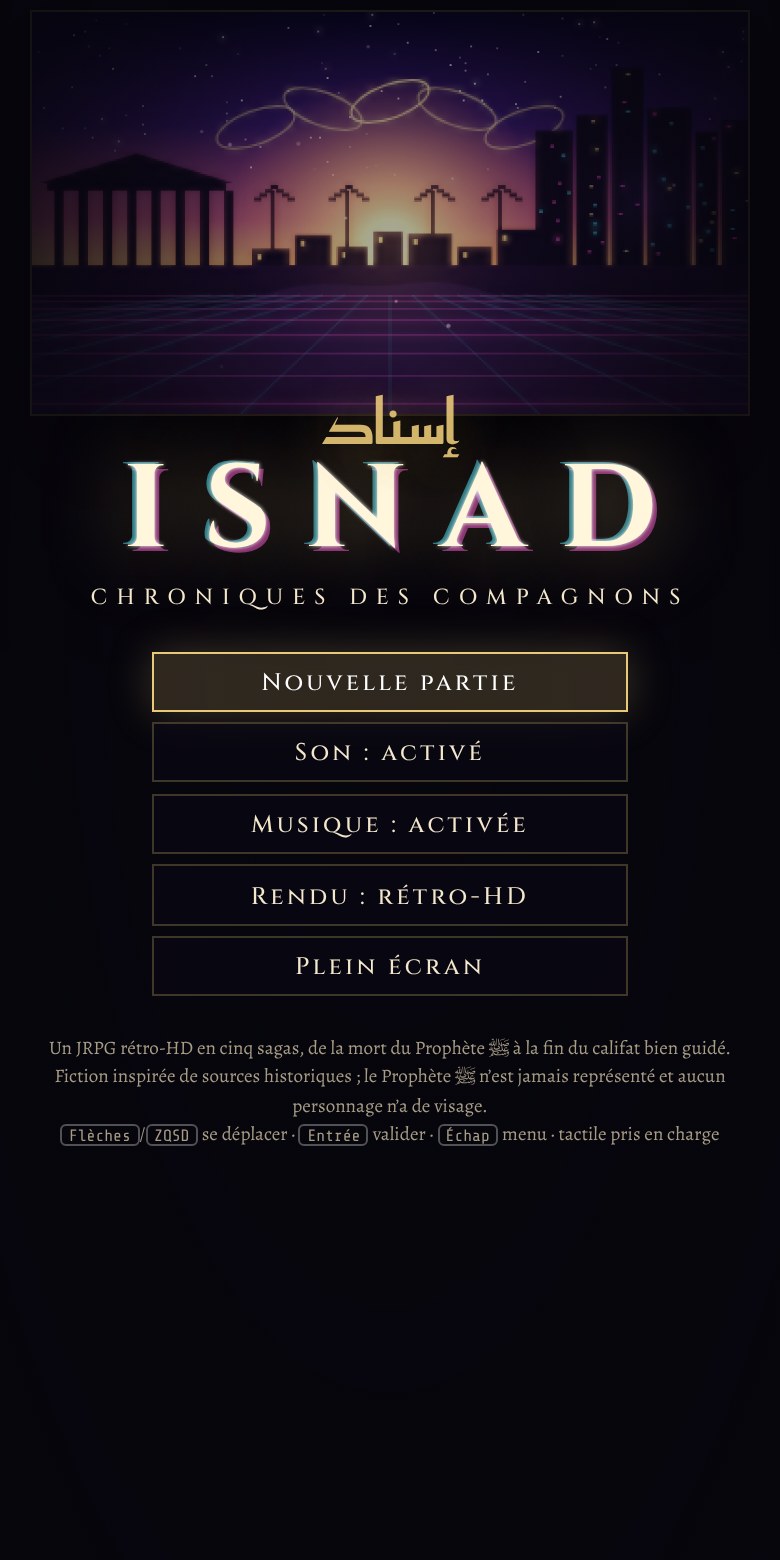 إسناد
ISNAD
CHRONIQUES DES COMPAGNONS
Nouvelle partie
Son : activé
Musique : activée
Rendu : rétro-HD
Plein écran
Un JRPG rétro-HD en cinq sagas, de la mort du Prophète ﷺ à la fin du califat bien guidé.
Fiction inspirée de sources historiques ; le Prophète ﷺ n’est jamais représenté et aucun
personnage n’a de visage.
Flèches/ZQSD se déplacer · Entrée valider · Échap menu · tactile pris en charge